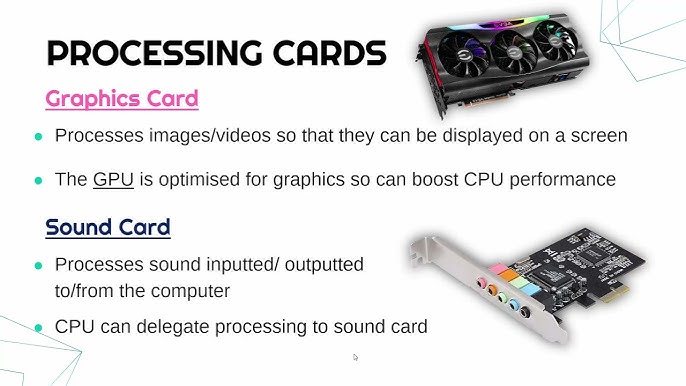 PROCESSING CARDS
Graphics Card
Processes images/videos so that they can be displayed on a screen
The GPU is optimised for graphics so can boost CPU performance
Sound Card
Processes sound inputted/ outputted
to/from the computer
CPU can delegate processing to sound card